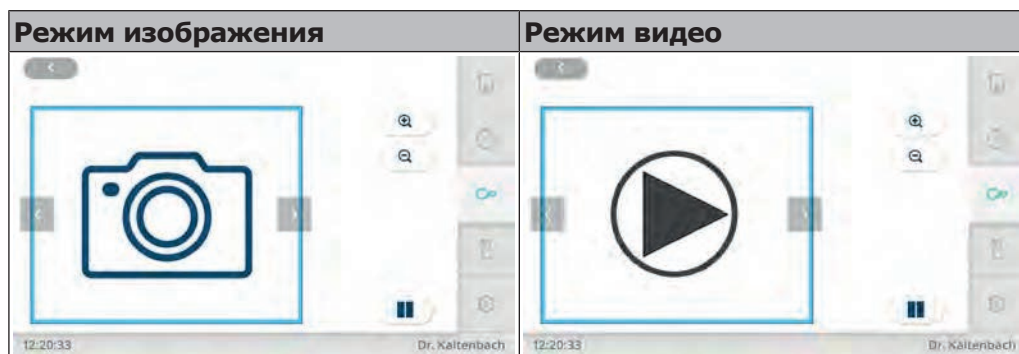 Режим изображения
Режим видео
12:20:33
Dr. Kaltenbach
12:20:33
Dr. Kaltenbach